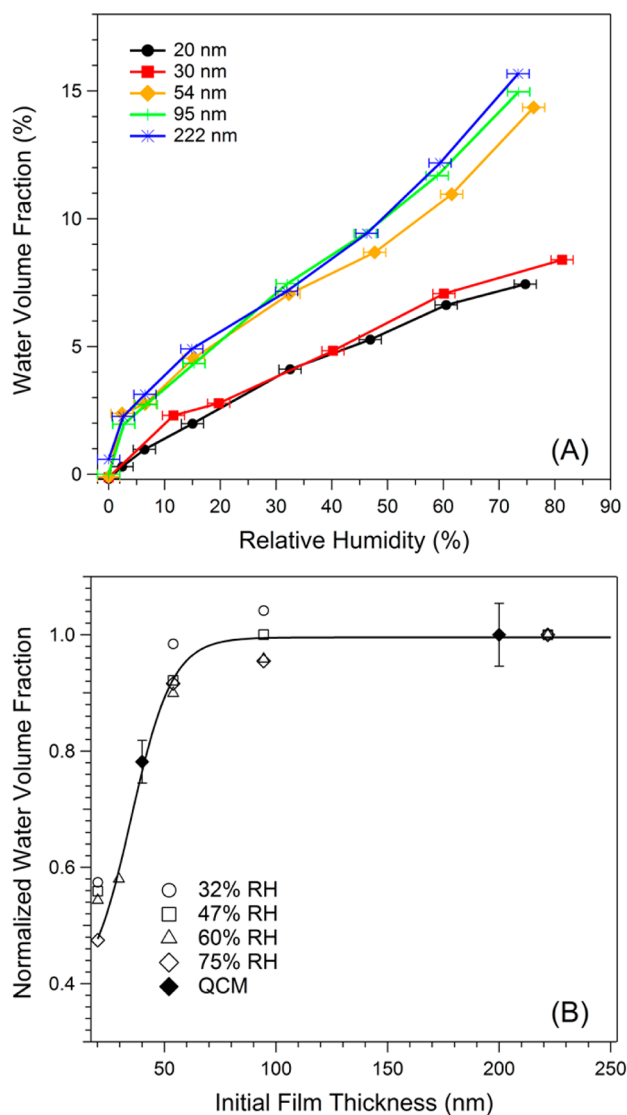 15
10
5
0
Water Volume Fraction (%)
20 nm
30 nm
54 nm
95 nm
222 nm
(A)
0 10 20 30 40 50 60 70 80 90
Relative Humidity (%)
1.0
0.8
0.6
0.4
Normalized Water Volume Fraction
32% RH
47% RH
60% RH
75% RH
QCM
(B)
50 100 150 200 250
Initial Film Thickness (nm)